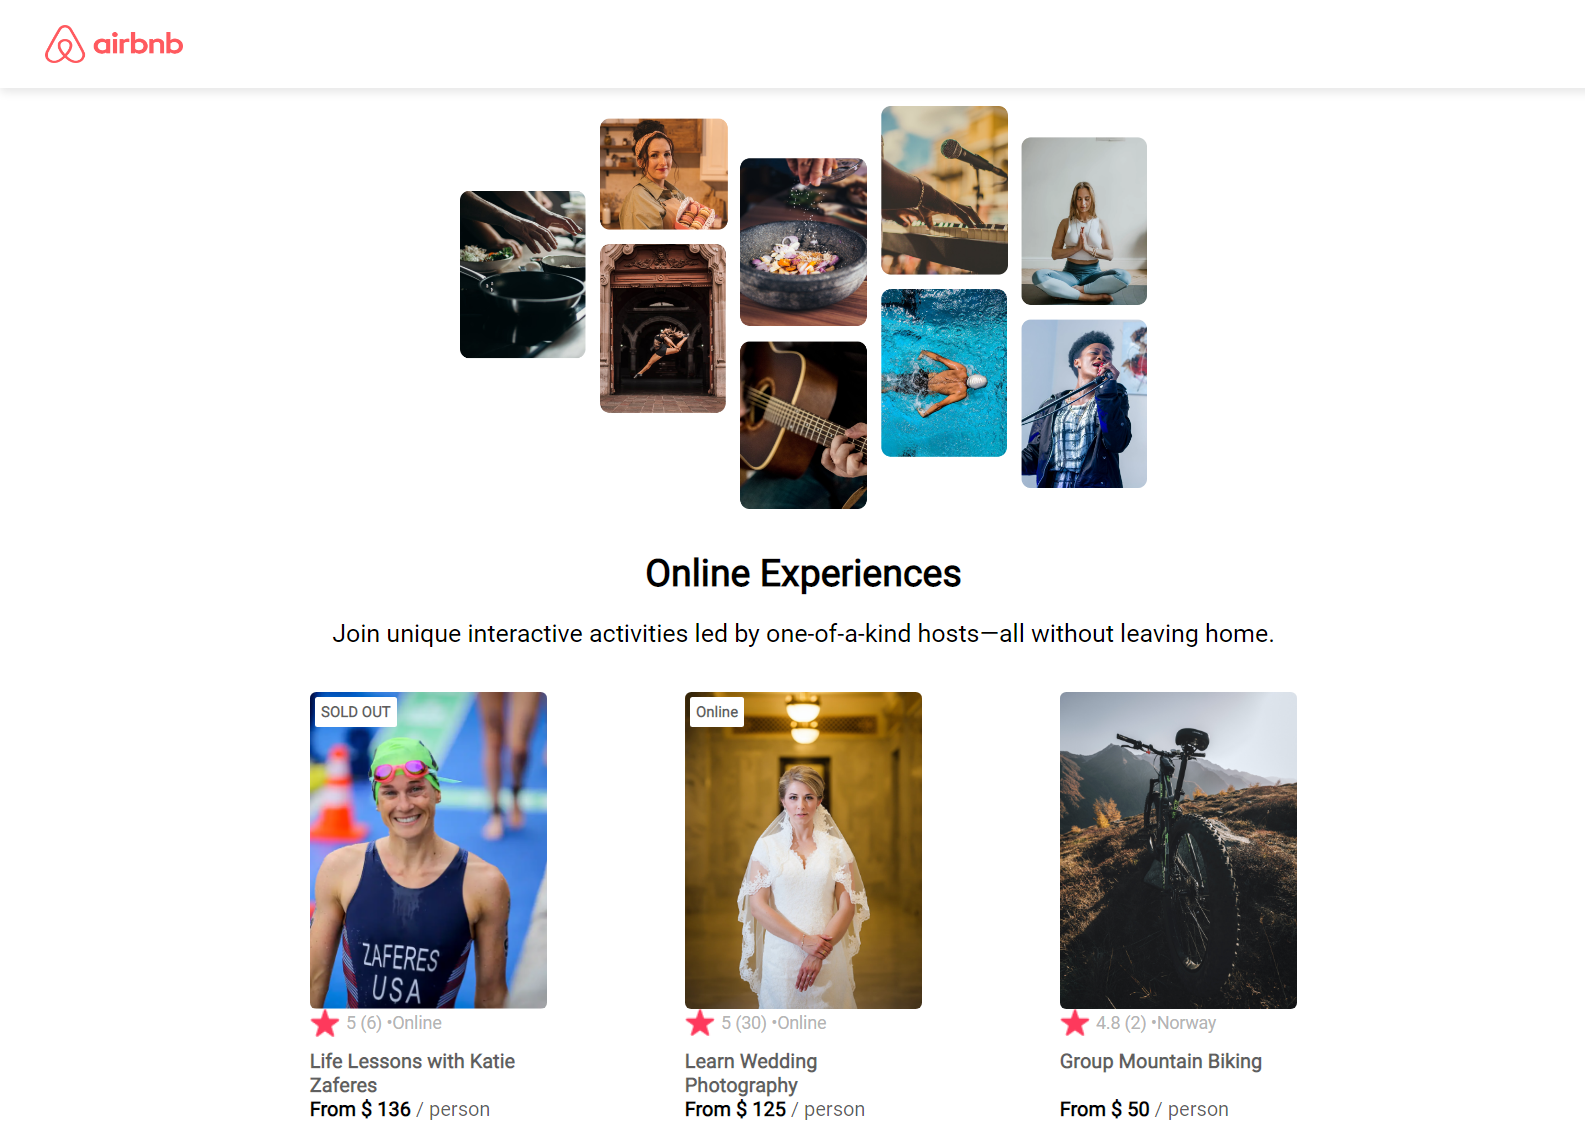 airbnb
Online Experiences
Join unique interactive activities led by one-of-a-kind hosts—all without leaving home.
SOLD OUT
ZAFERES
USA
5 (6) •Online
Life Lessons with Katie
Zaferes
From $ 136 / person
Online
5 (30) •Online
Learn Wedding
Photography
From $ 125 / person
4.8 (2) •Norway
Group Mountain Biking
From $ 50 / person